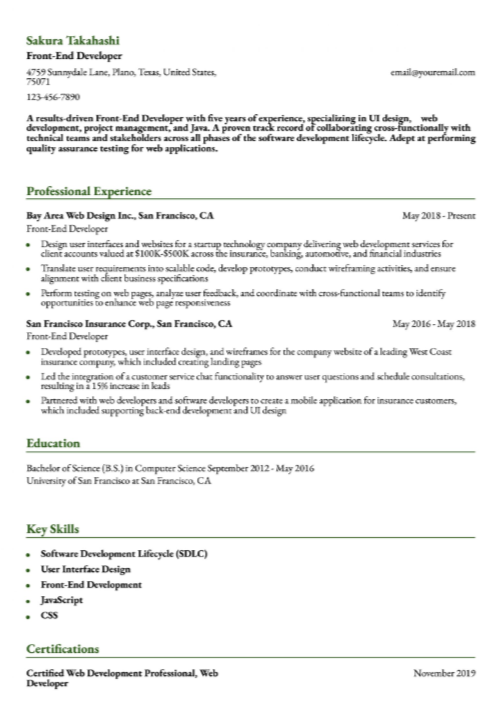 Sakura Takahashi
Front-End Developer
4759 Sunnydale Lane, Plano, Texas, United States, email@youremail.com
75071
123-456-7890
A results-driven Front-End Developer with five years of experience, specializing in UI design, web
development, project management, and Java. A proven track record of collaborating cross-functionally with
technical teams and stakeholders across all phases of the software development lifecycle. Adept at performing
quality assurance testing for web applications.
Professional Experience
Bay Area Web Design Inc., San Francisco, CA May 2018 - Present
Front-End Developer
• Design user interfaces and websites for a startup technology company delivering web development services for
client accounts valued at $100K-$500K across the insurance, banking, automotive, and financial industries
• Translate user requirements into scalable code, develop prototypes, conduct wireframing activities, and ensure
alignment with client business specifications
• Perform testing on web pages, analyze user feedback, and coordinate with cross-functional teams to identify
opportunities to enhance web page responsiveness
San Francisco Insurance Corp., San Francisco, CA May 2016 - May 2018
Front-End Developer
• Developed prototypes, user interface design, and wireframes for the company website of a leading West Coast
insurance company, which included creating landing pages
• Led the integration of a customer service chat functionality to answer user questions and schedule consultations,
resulting in a 15% increase in leads
• Partnered with web developers and software developers to create a mobile application for insurance customers,
which included supporting back-end development and UI design
Education
Bachelor of Science (B.S.) in Computer Science September 2012 - May 2016
University of San Francisco at San Francisco, CA
Key Skills
• Software Development Lifecycle (SDLC)
• User Interface Design
• Front-End Development
• JavaScript
• CSS
Certifications
Certified Web Development Professional, Web November 2019
Developer